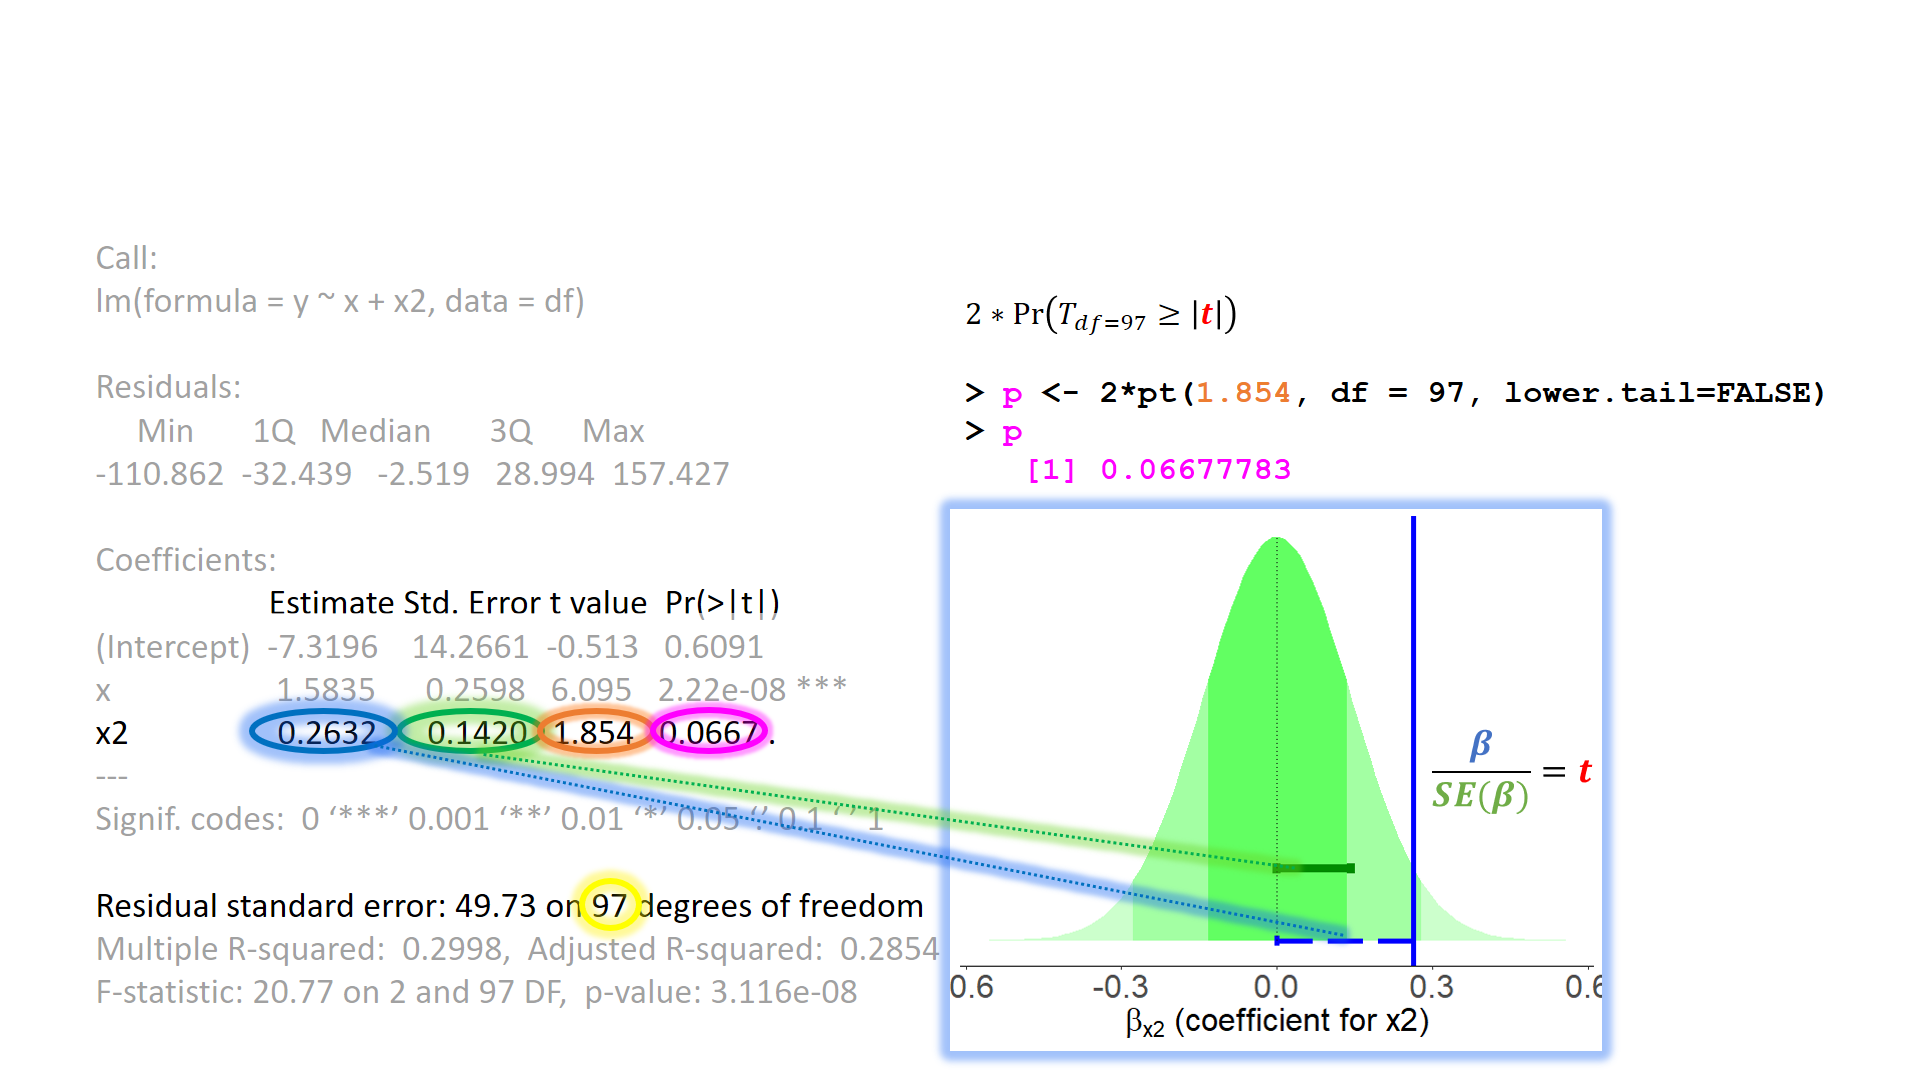 Call:
lm(formula = y ~ x + x2, data = df)
Residuals:
Min 1Q Median 3Q Max
-110.862 -32.439 -2.519 28.994 157.427
Coefficients:
Estimate Std. Error t value Pr(>|t|)
(Intercept) -7.3196 14.2661 -0.513 0.6091
x 1.5835 0.2598 6.095 2.22e-08 ***
x2 0.2632 0.1420 1.854 0.0667 .
---
Signif. codes: 0 ‘***’ 0.001 ‘**’ 0.01 ‘*’ 0.05 ‘.’ 0.1 ‘ ’ 1
Residual standard error: 49.73 on 97 degrees of freedom
Multiple R-squared: 0.2998, Adjusted R-squared: 0.2854
F-statistic: 20.77 on 2 and 97 DF, p-value: 3.116e-08
2 ∗ Pr(T_{df=97} ≥ |t|)
> p <- 2*pt(1.854, df = 97, lower.tail=FALSE)
> p
[1] 0.06677783
β
SE(β) = t
0.6 -0.3 0.0 0.3 0.6
βx2 (coefficient for x2)